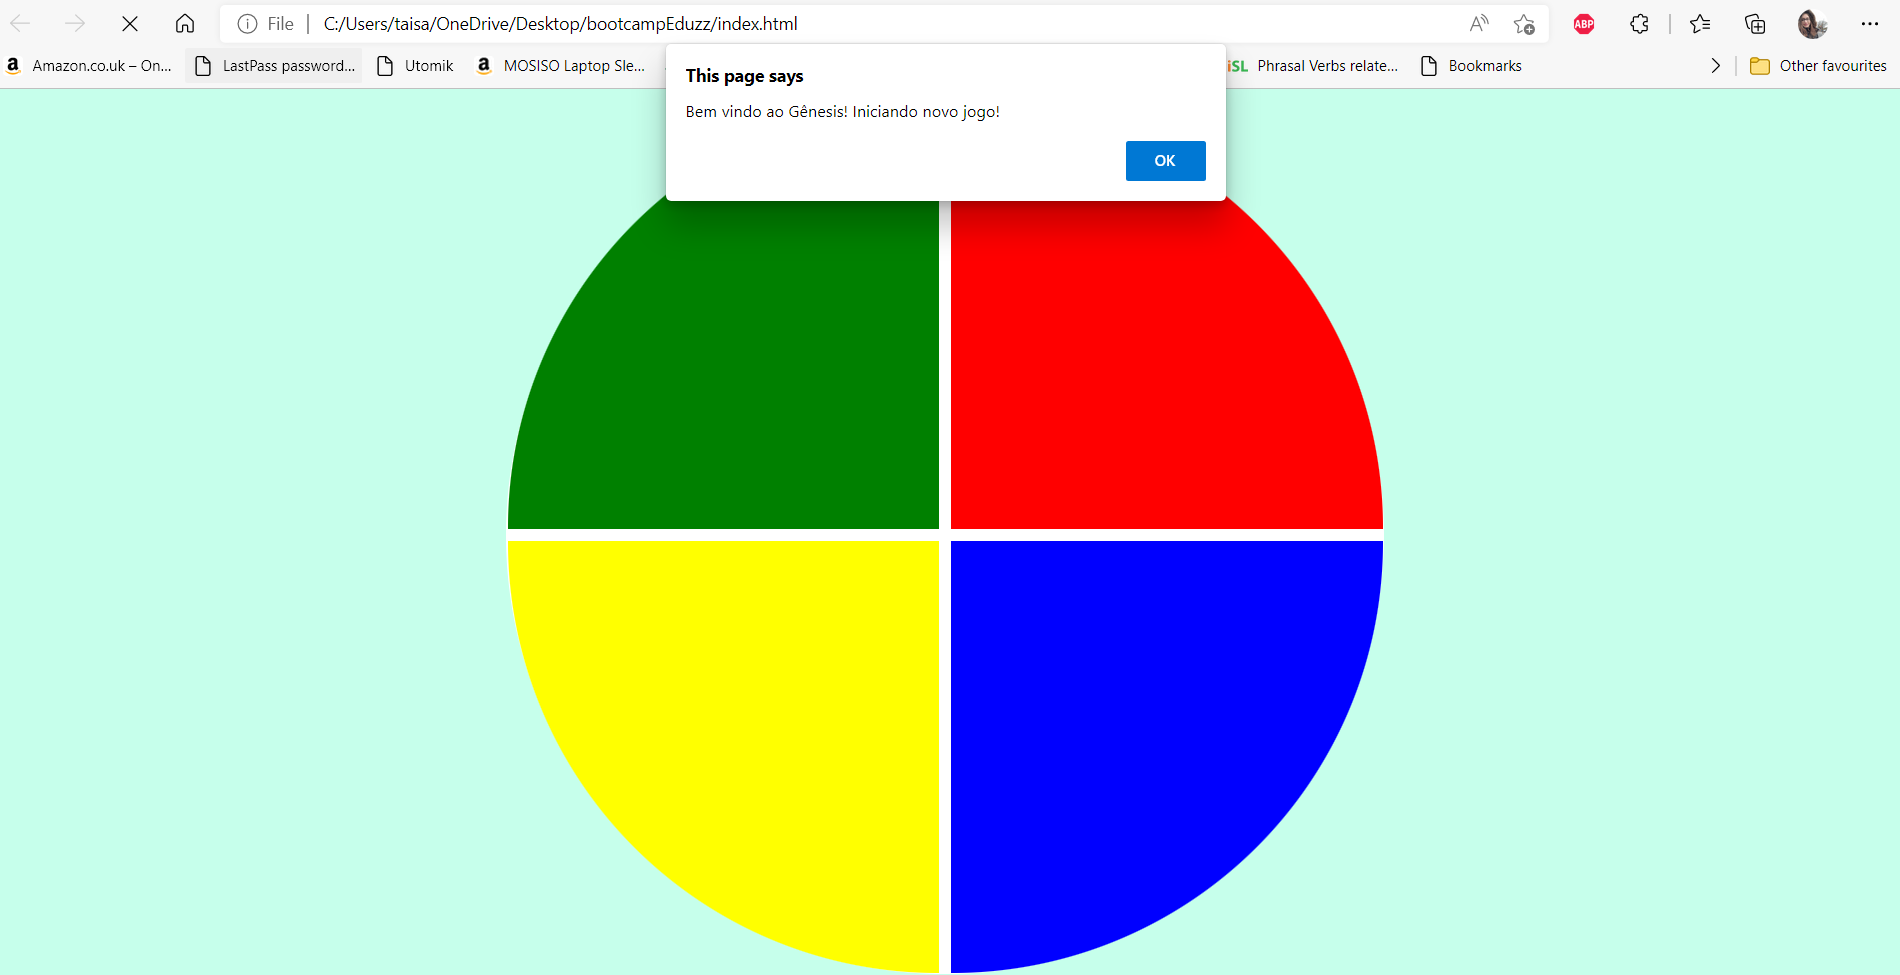 File
C:/Users/taisa/OneDrive/Desktop/bootcampEduzz/index.html
ABP
Amazon.co.uk – On...
LastPass password...
Utomik
MOSISO Laptop Sle...
iSL
Phrasal Verbs relate...
Bookmarks
Other favourites
This page says
Bem vindo ao Gênesis! Iniciando novo jogo!
OK